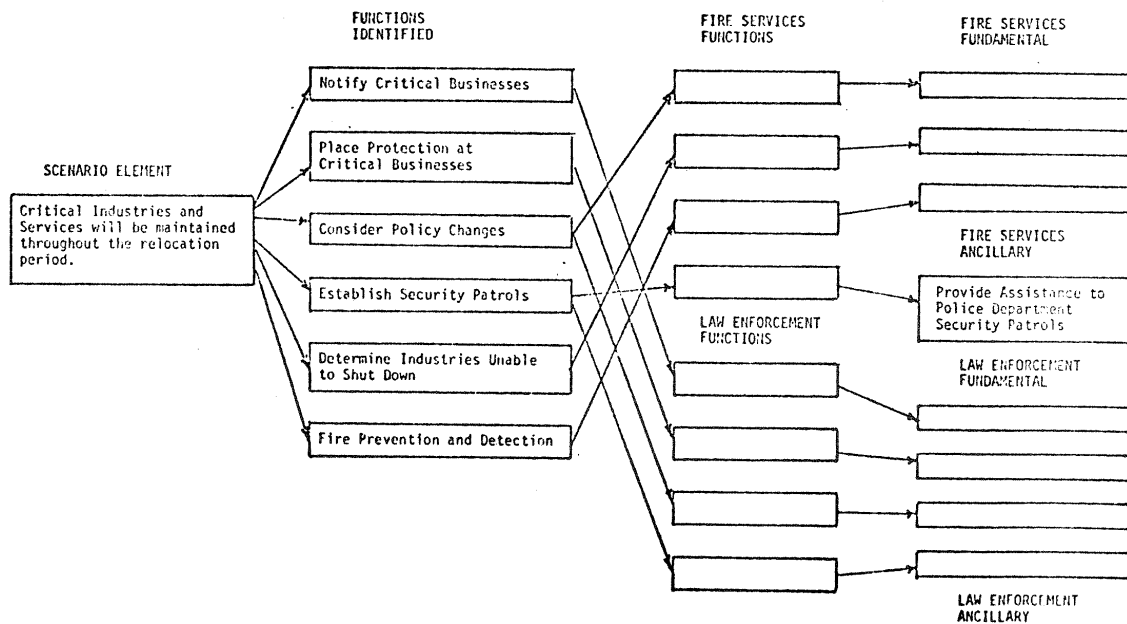 FUNCTIONS
IDENTIFIED
FIRE SERVICES
FUNCTIONS
FIRE SERVICES
FUNDAMENTAL
Notify Critical Businesses
Place Protection at
Critical Businesses
SCENARIO ELEMENT
Critical Industries and
Services will be maintained
throughout the relocation
period.
Consider Policy Changes
Establish Security Patrols
Determine Industries Unable
to Shut Down
Fire Prevention and Detection
LAW ENFORCEMENT
FUNCTIONS
FIRE SERVICES
ANCILLARY
Provide Assistance to
Police Department
Security Patrols
LAW ENFORCEMENT
FUNDAMENTAL
LAW ENFORCEMENT
ANCILLARY